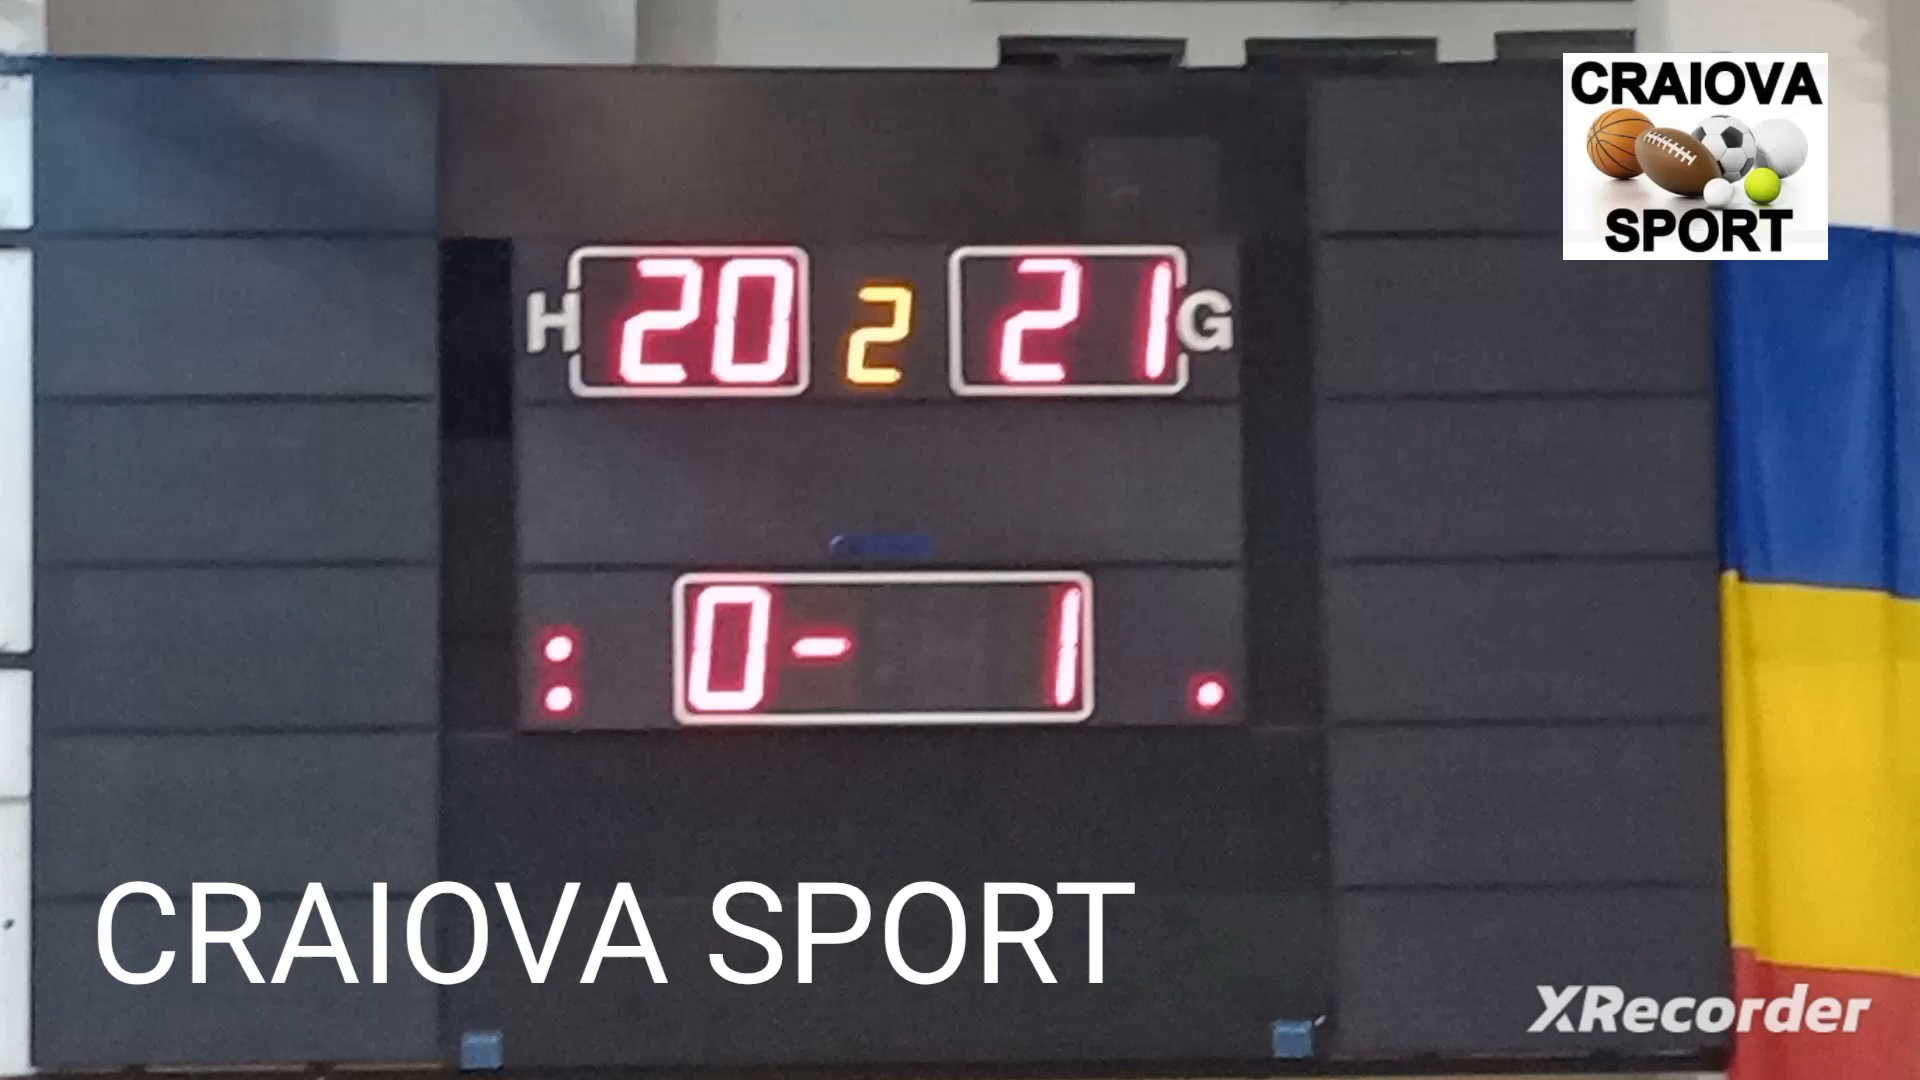 CRAIOVA
SPORT
H 20 2 21 G
: 0- 1 .
CRAIOVA SPORT
XRecorder